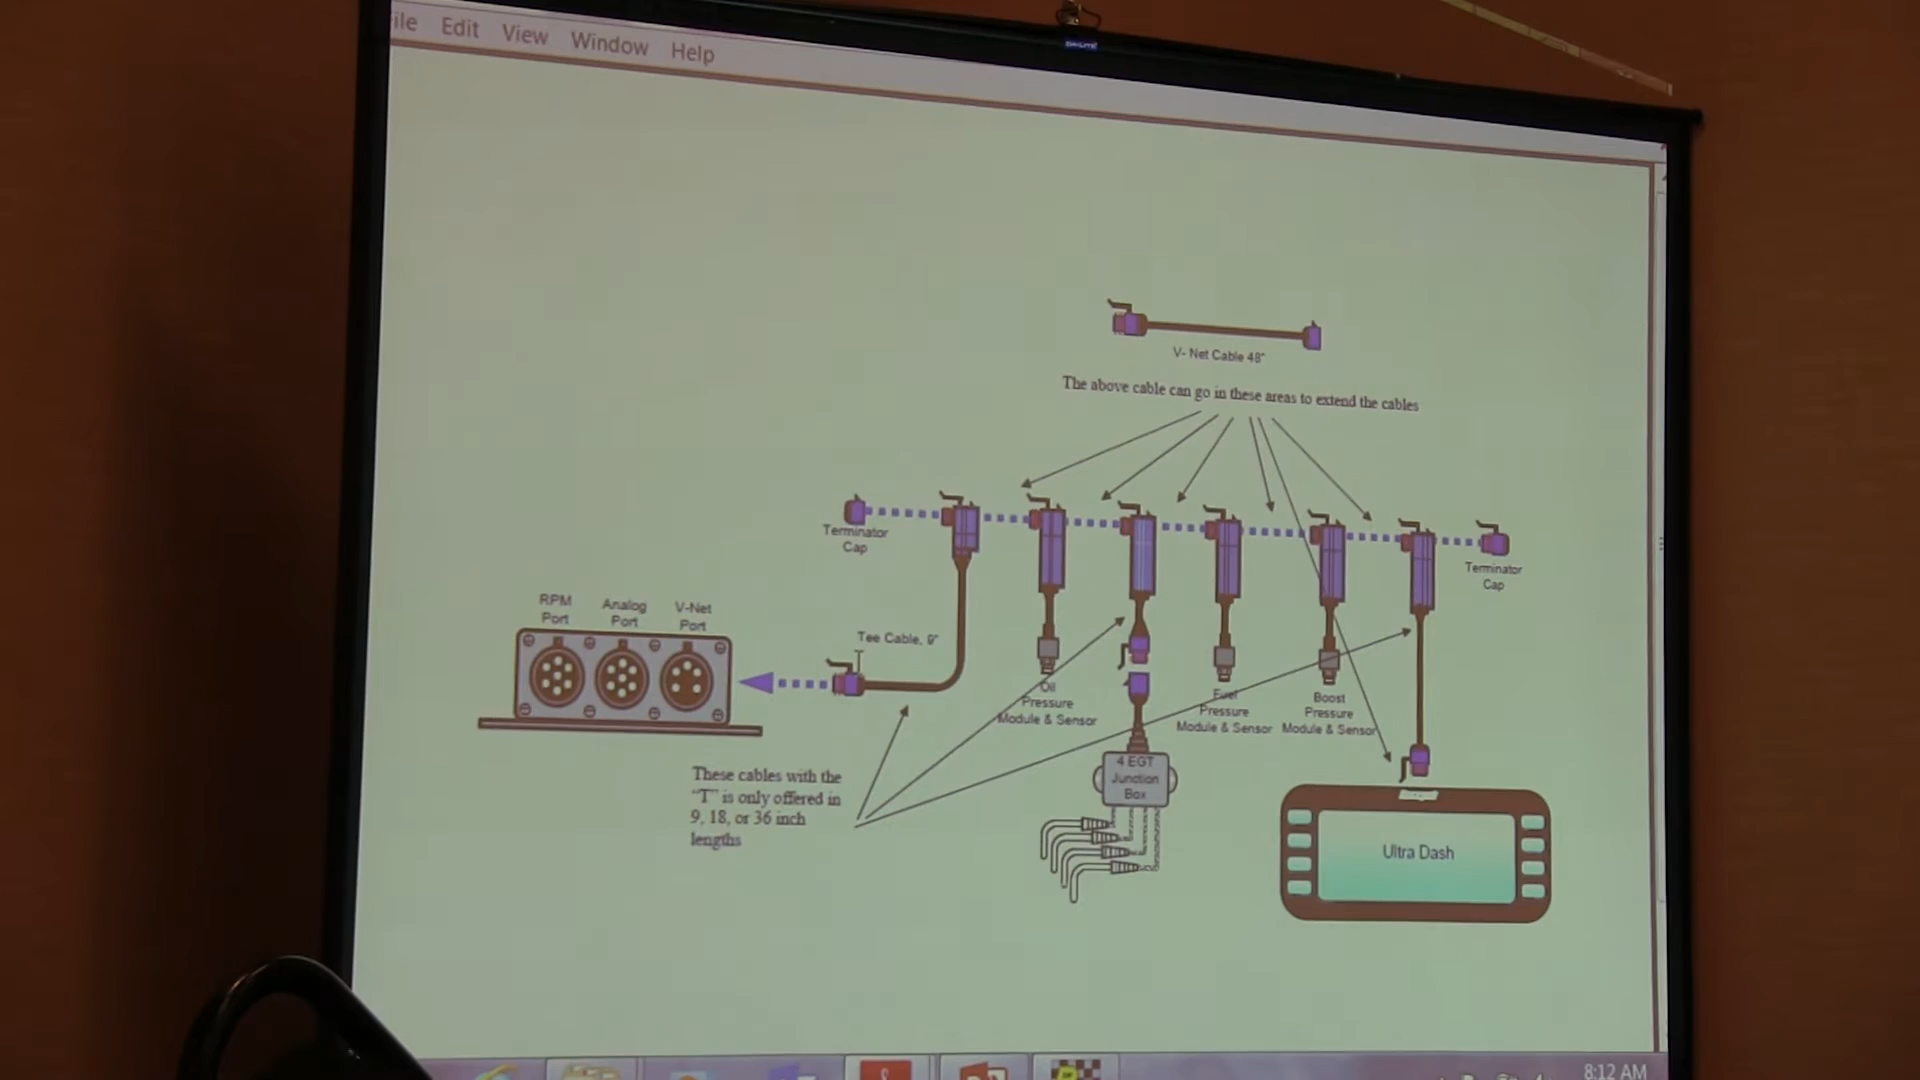 ile Edit View Window Help
DA-LITE
V- Net Cable 48"
The above cable can go in these areas to extend the cables
Terminator
Cap
Terminator
Cap
RPM
Port
Analog
Port
V-Net
Port
Tee Cable, 9"
Oil
Pressure
Module & Sensor
Fuel
Pressure
Module & Sensor
Boost
Pressure
Module & Sensor
These cables with the
“T” is only offered in
9, 18, or 36 inch
lengths
4 EGT
Junction
Box
Ultra Dash
8:12 AM